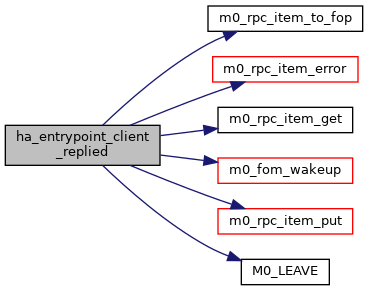 m0_rpc_item_to_fop
m0_rpc_item_error
ha_entrypoint_client
_replied
m0_rpc_item_get
m0_fom_wakeup
m0_rpc_item_put
M0_LEAVE